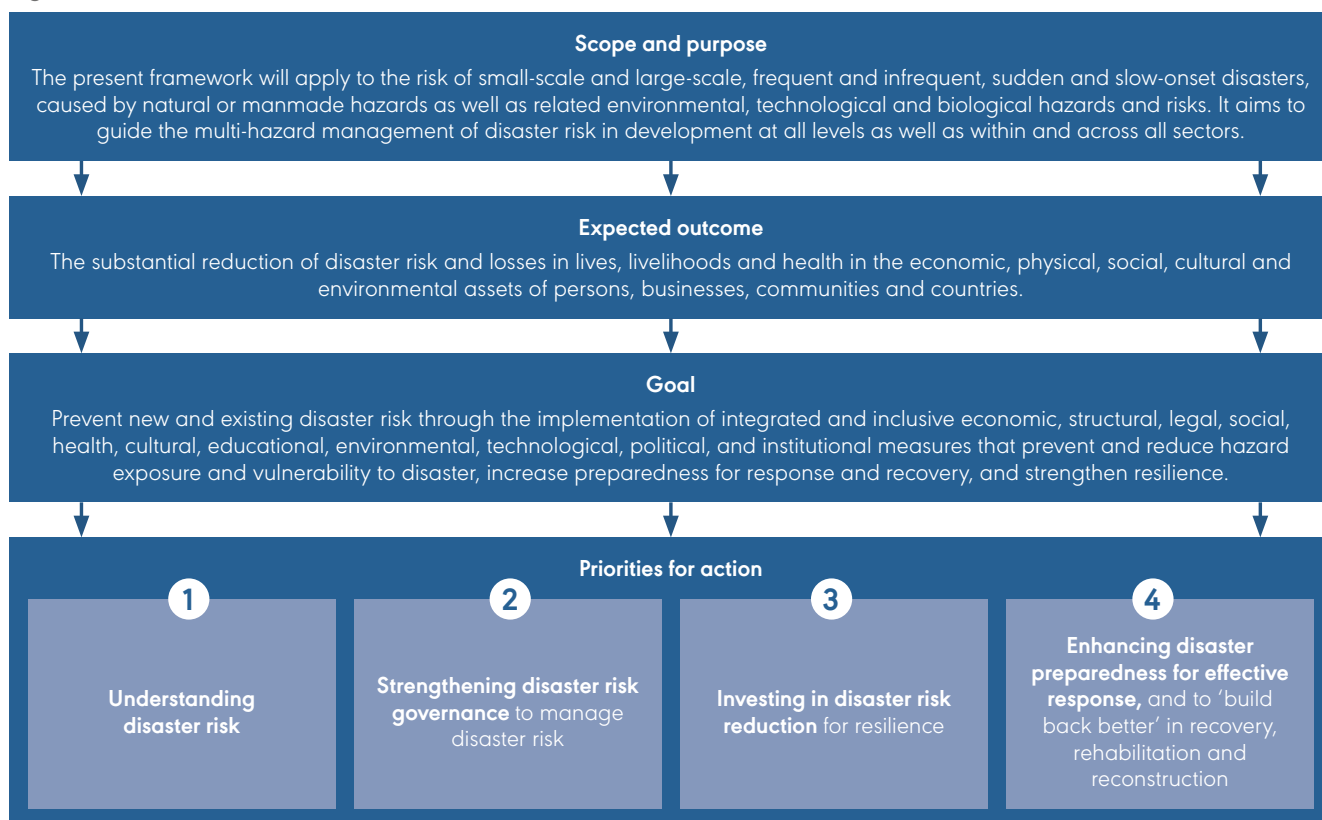 Scope and purpose
The present framework will apply to the risk of small-scale and large-scale, frequent and infrequent, sudden and slow-onset disasters,
caused by natural or manmade hazards as well as related environmental, technological and biological hazards and risks. It aims to
guide the multi-hazard management of disaster risk in development at all levels as well as within and across all sectors.
Expected outcome
The substantial reduction of disaster risk and losses in lives, livelihoods and health in the economic, physical, social, cultural and
environmental assets of persons, businesses, communities and countries.
Goal
Prevent new and existing disaster risk through the implementation of integrated and inclusive economic, structural, legal, social,
health, cultural, educational, environmental, technological, political, and institutional measures that prevent and reduce hazard
exposure and vulnerability to disaster, increase preparedness for response and recovery, and strengthen resilience.
Priorities for action
1
Understanding
disaster risk
2
Strengthening disaster risk
governance to manage
disaster risk
3
Investing in disaster risk
reduction for resilience
4
Enhancing disaster
preparedness for effective
response, and to ‘build
back better’ in recovery,
rehabilitation and
reconstruction